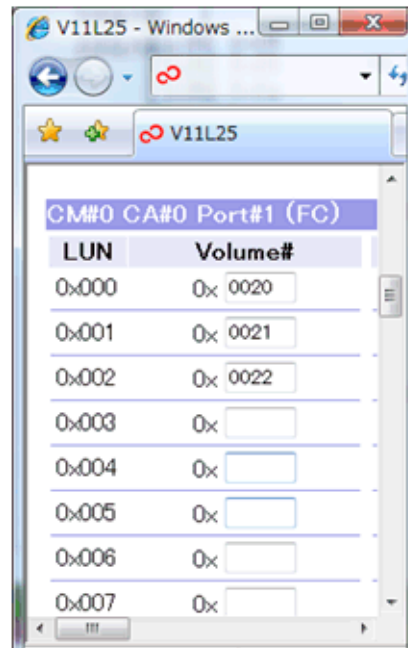 V11L25 - Windows ...
V11L25
CM#0 CA#0 Port#1 (FC)
LUN Volume#
0x000 0x 0020
0x001 0x 0021
0x002 0x 0022
0x003 0x
0x004 0x
0x005 0x
0x006 0x
0x007 0x